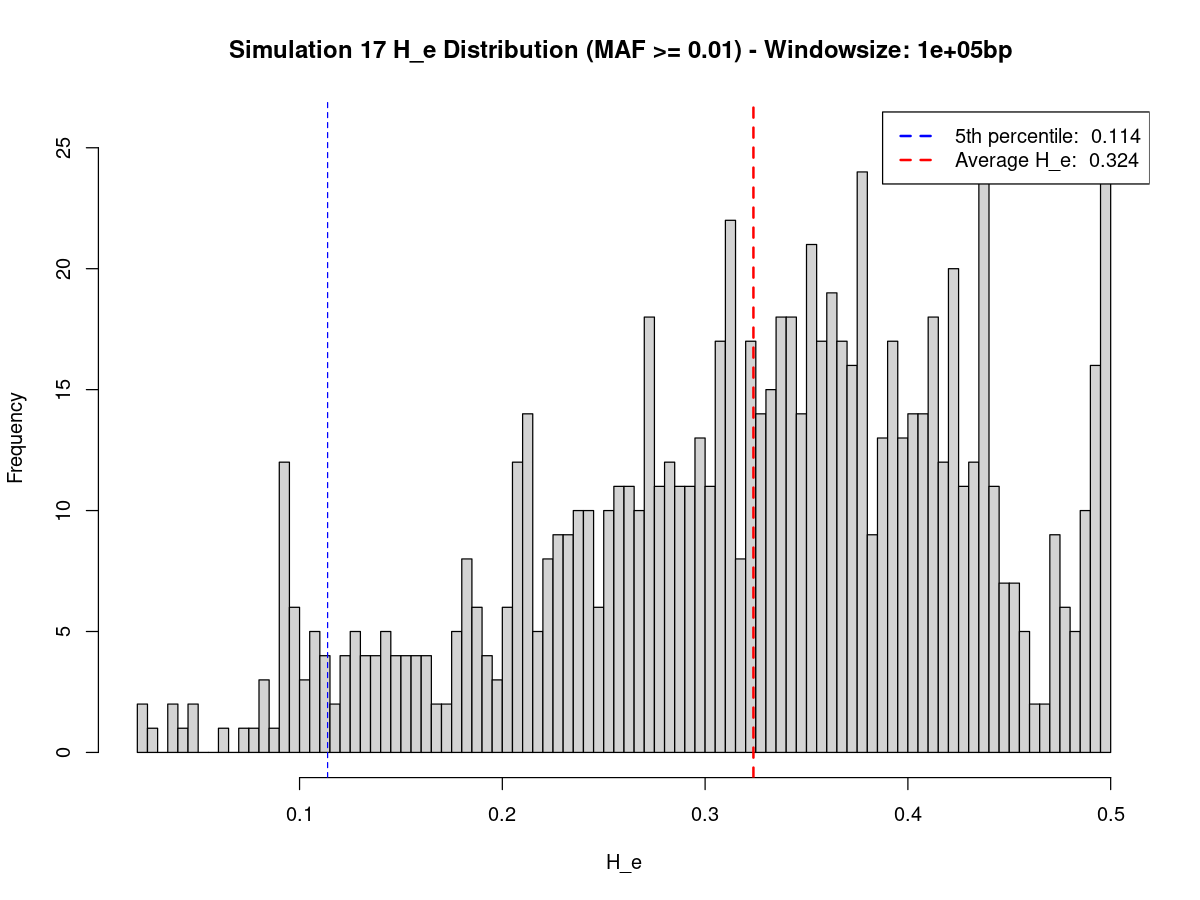 Simulation 17 H_e Distribution (MAF >= 0.01) - Windowsize: 1e+05bp
5th percentile: 0.114
Average H_e: 0.324
Frequency
25
20
15
10
5
0
0.1 0.2 0.3 0.4 0.5
H_e